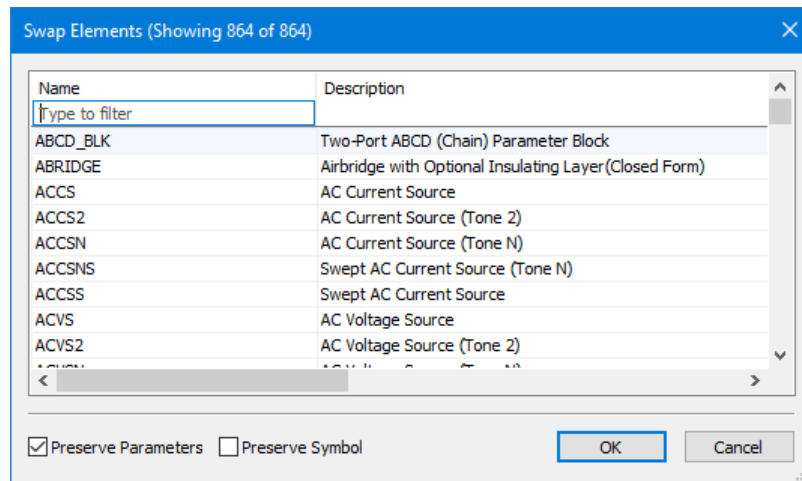 Swap Elements (Showing 864 of 864)
Name Description
Type to filter
ABCD_BLK Two-Port ABCD (Chain) Parameter Block
ABRIDGE Airbridge with Optional Insulating Layer(Closed Form)
ACCS AC Current Source
ACCS2 AC Current Source (Tone 2)
ACCSN AC Current Source (Tone N)
ACCSNS Swept AC Current Source (Tone N)
ACCSS Swept AC Current Source
ACVS AC Voltage Source
ACVS2 AC Voltage Source (Tone 2)
Preserve Parameters Preserve Symbol OK Cancel